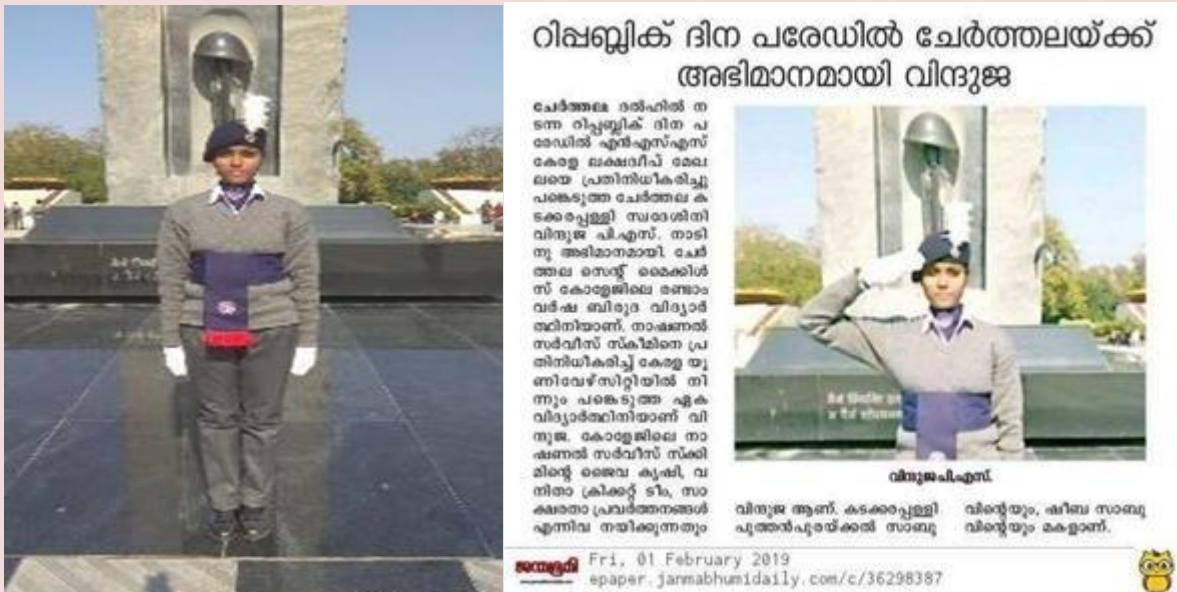 റിപ്പബ്ലിക് ദിന പരേഡിൽ ചേർത്തലയ്ക്ക്
അഭിമാനമായി വിന്ദുജ
ചേർത്തല: ദൽഹിൽ ന
ടന്ന റിപ്പബ്ലിക് ദിന പ
രേഡിൽ എൻഎസ്എസ്
കേരള ലക്ഷദ്വീപ് മേഖ
ലയെ പ്രതിനിധീകരിച്ചു
പങ്കെടുത്ത ചേർത്തല ക
ടക്കരപ്പള്ളി സ്വദേശിനി
വിന്ദുജ പി.എസ്. നാടി
നു അഭിമാനമായി. ചേർ
ത്തല സെന്റ് മൈക്കിൾ
സ് കോളേജിലെ രണ്ടാം
വർഷ ബിരുദ വിദ്യാർ
ത്ഥിനിയാണ്. നാഷണൽ
സർവീസ് സ്കീമിനെ പ്ര
തിനിധീകരിച്ച് കേരള യൂ
ണിവേഴ്സിറ്റിയിൽ നി
ന്നും പങ്കെടുത്ത ഏക
വിദ്യാർത്ഥിനിയാണ് വി
ന്ദുജ. കോളേജിലെ നാ
ഷണൽ സർവീസ് സ്ക്കി
മിന്റെ ജൈവ കൃഷി, വ
നിതാ ക്രിക്കറ്റ് ടീം, സാ
ക്ഷരതാ പ്രവർത്തനങ്ങൾ
എന്നിവ നയിക്കുന്നതും
വിന്ദുജ പി.എസ്.
വിന്ദുജ ആണ്. കടക്കരപ്പള്ളി
പുത്തൻപുരയ്ക്കൽ സാബു
വിന്റെയും, ഷീബ സാബു
വിന്റെയും മകളാണ്.
ജന്മഭൂമി
Fri, 01 February 2019
epaper.janmabhumidaily.com/c/36298387